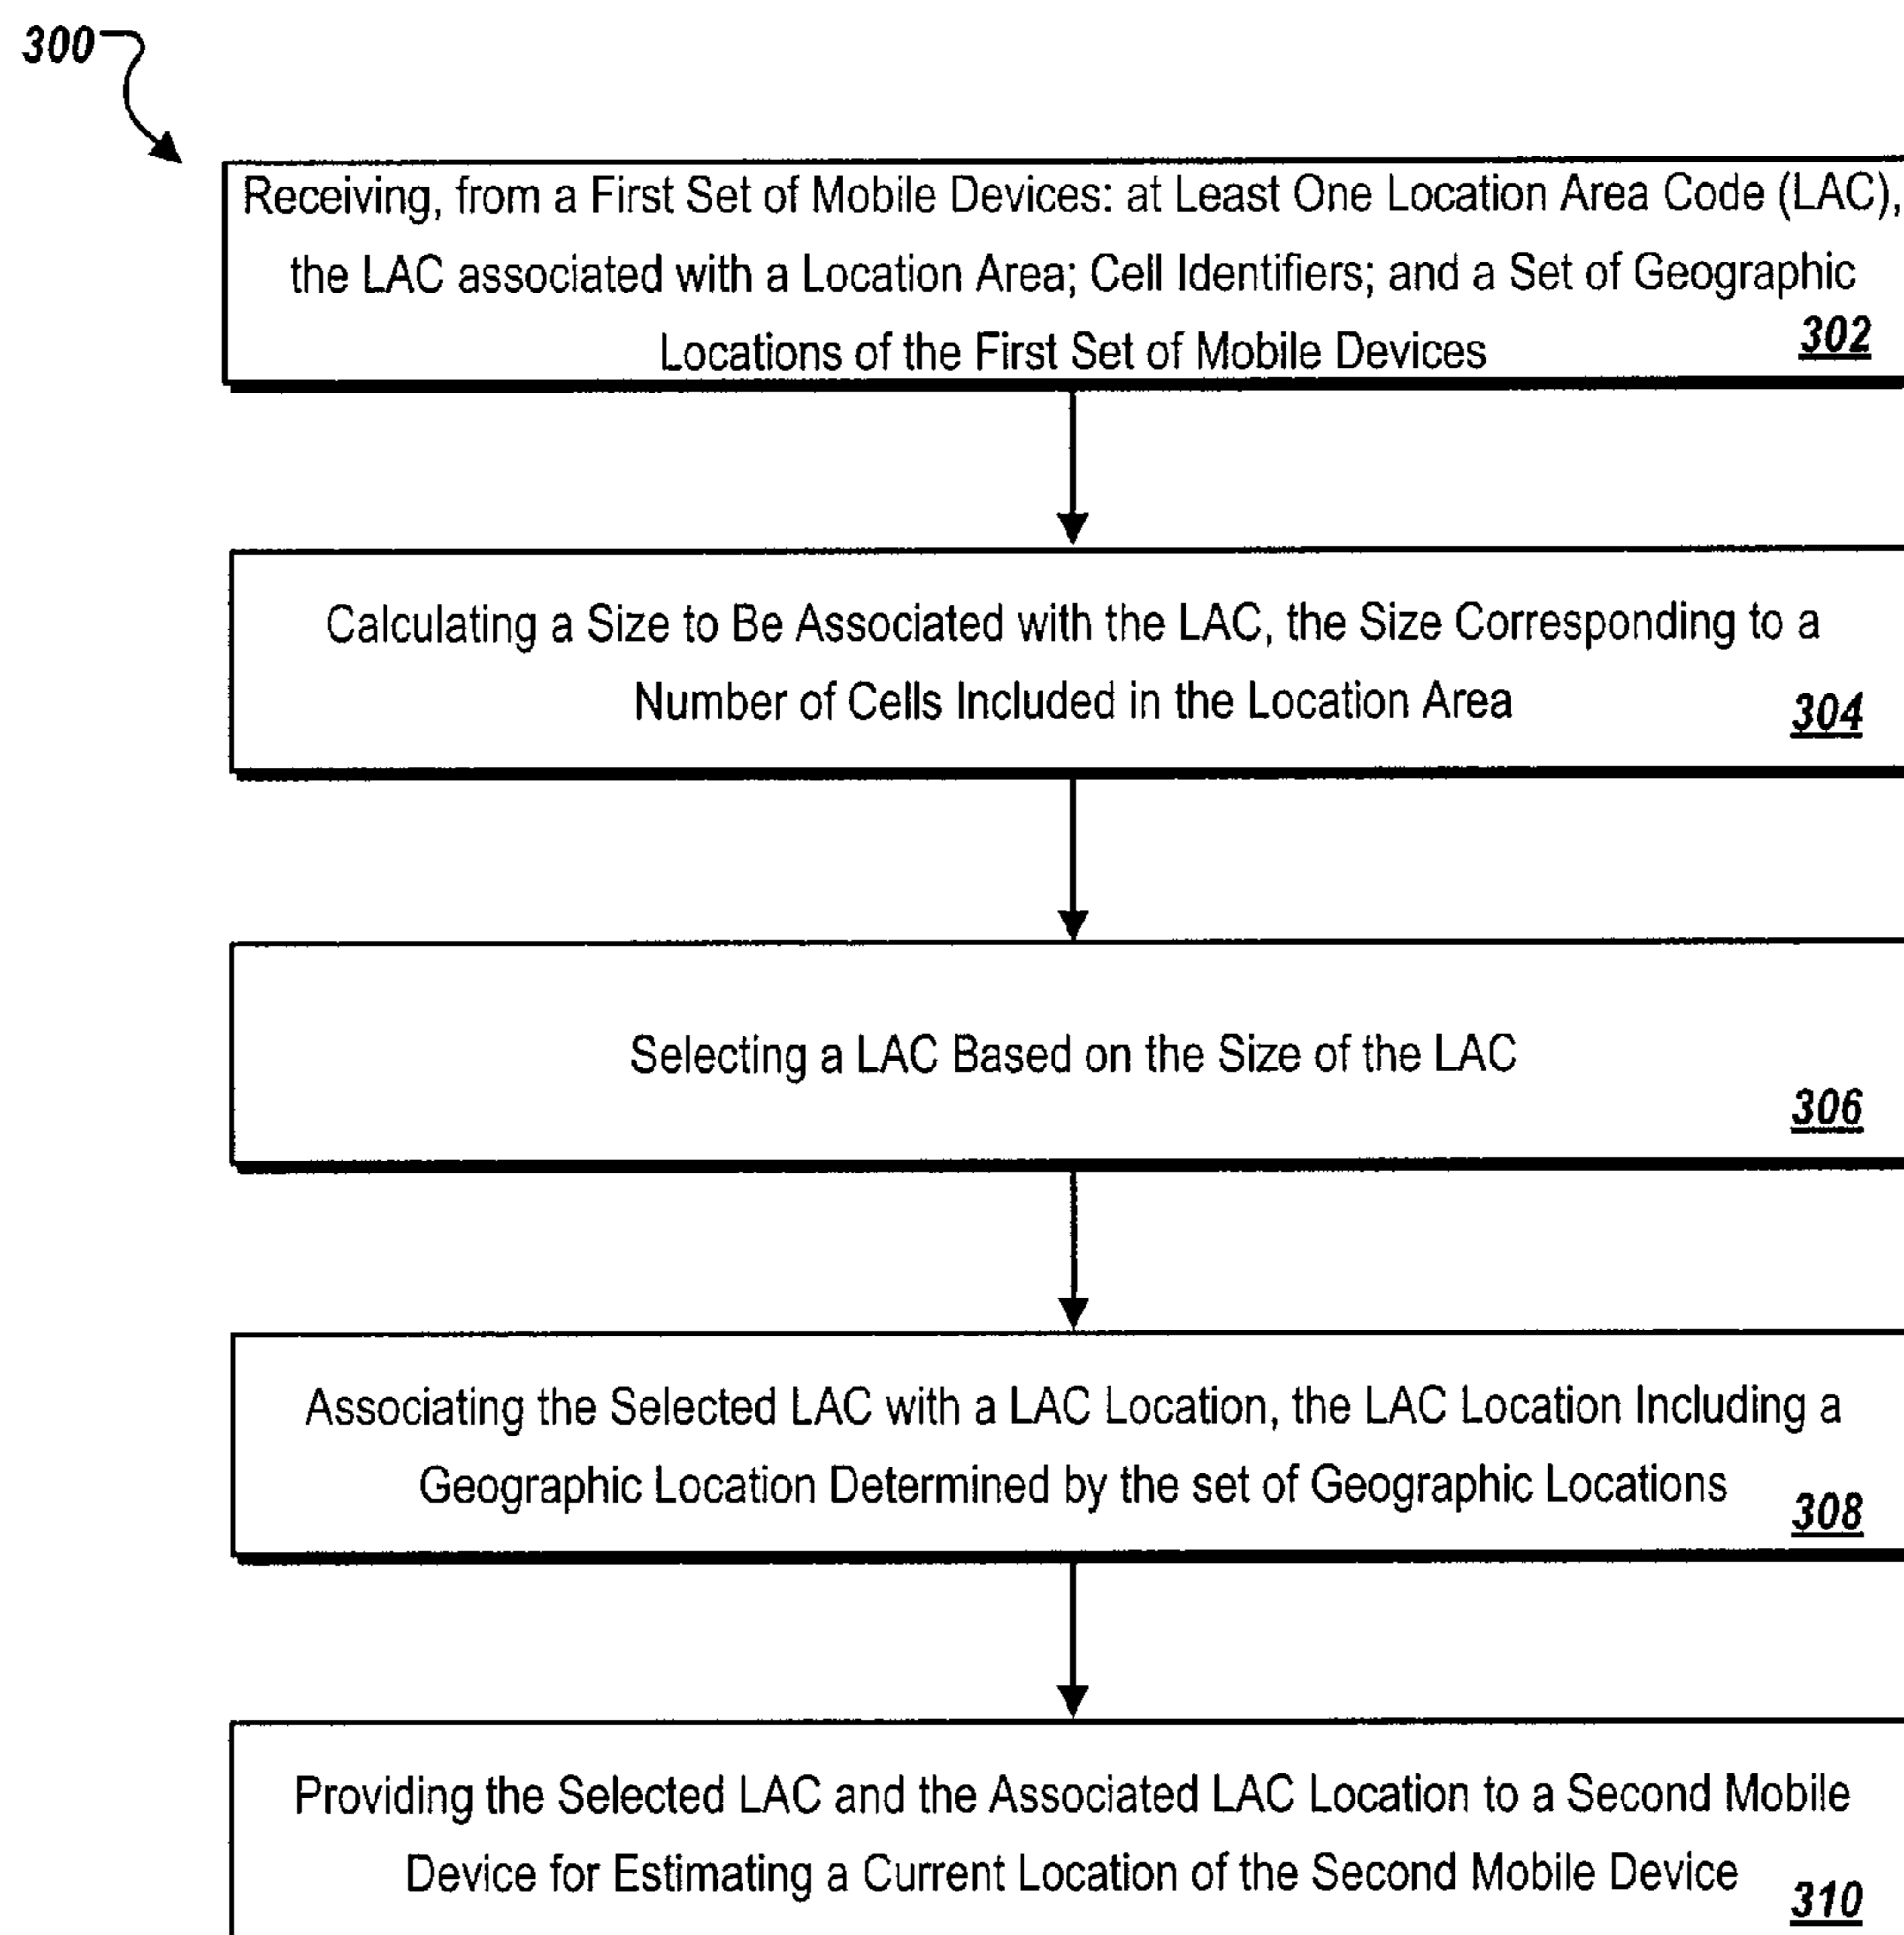 300
Receiving, from a First Set of Mobile Devices: at Least One Location Area Code (LAC),
the LAC associated with a Location Area; Cell Identifiers; and a Set of Geographic
Locations of the First Set of Mobile Devices
302
Calculating a Size to Be Associated with the LAC, the Size Corresponding to a
Number of Cells Included in the Location Area
304
Selecting a LAC Based on the Size of the LAC
306
Associating the Selected LAC with a LAC Location, the LAC Location Including a
Geographic Location Determined by the set of Geographic Locations
308
Providing the Selected LAC and the Associated LAC Location to a Second Mobile
Device for Estimating a Current Location of the Second Mobile Device
310